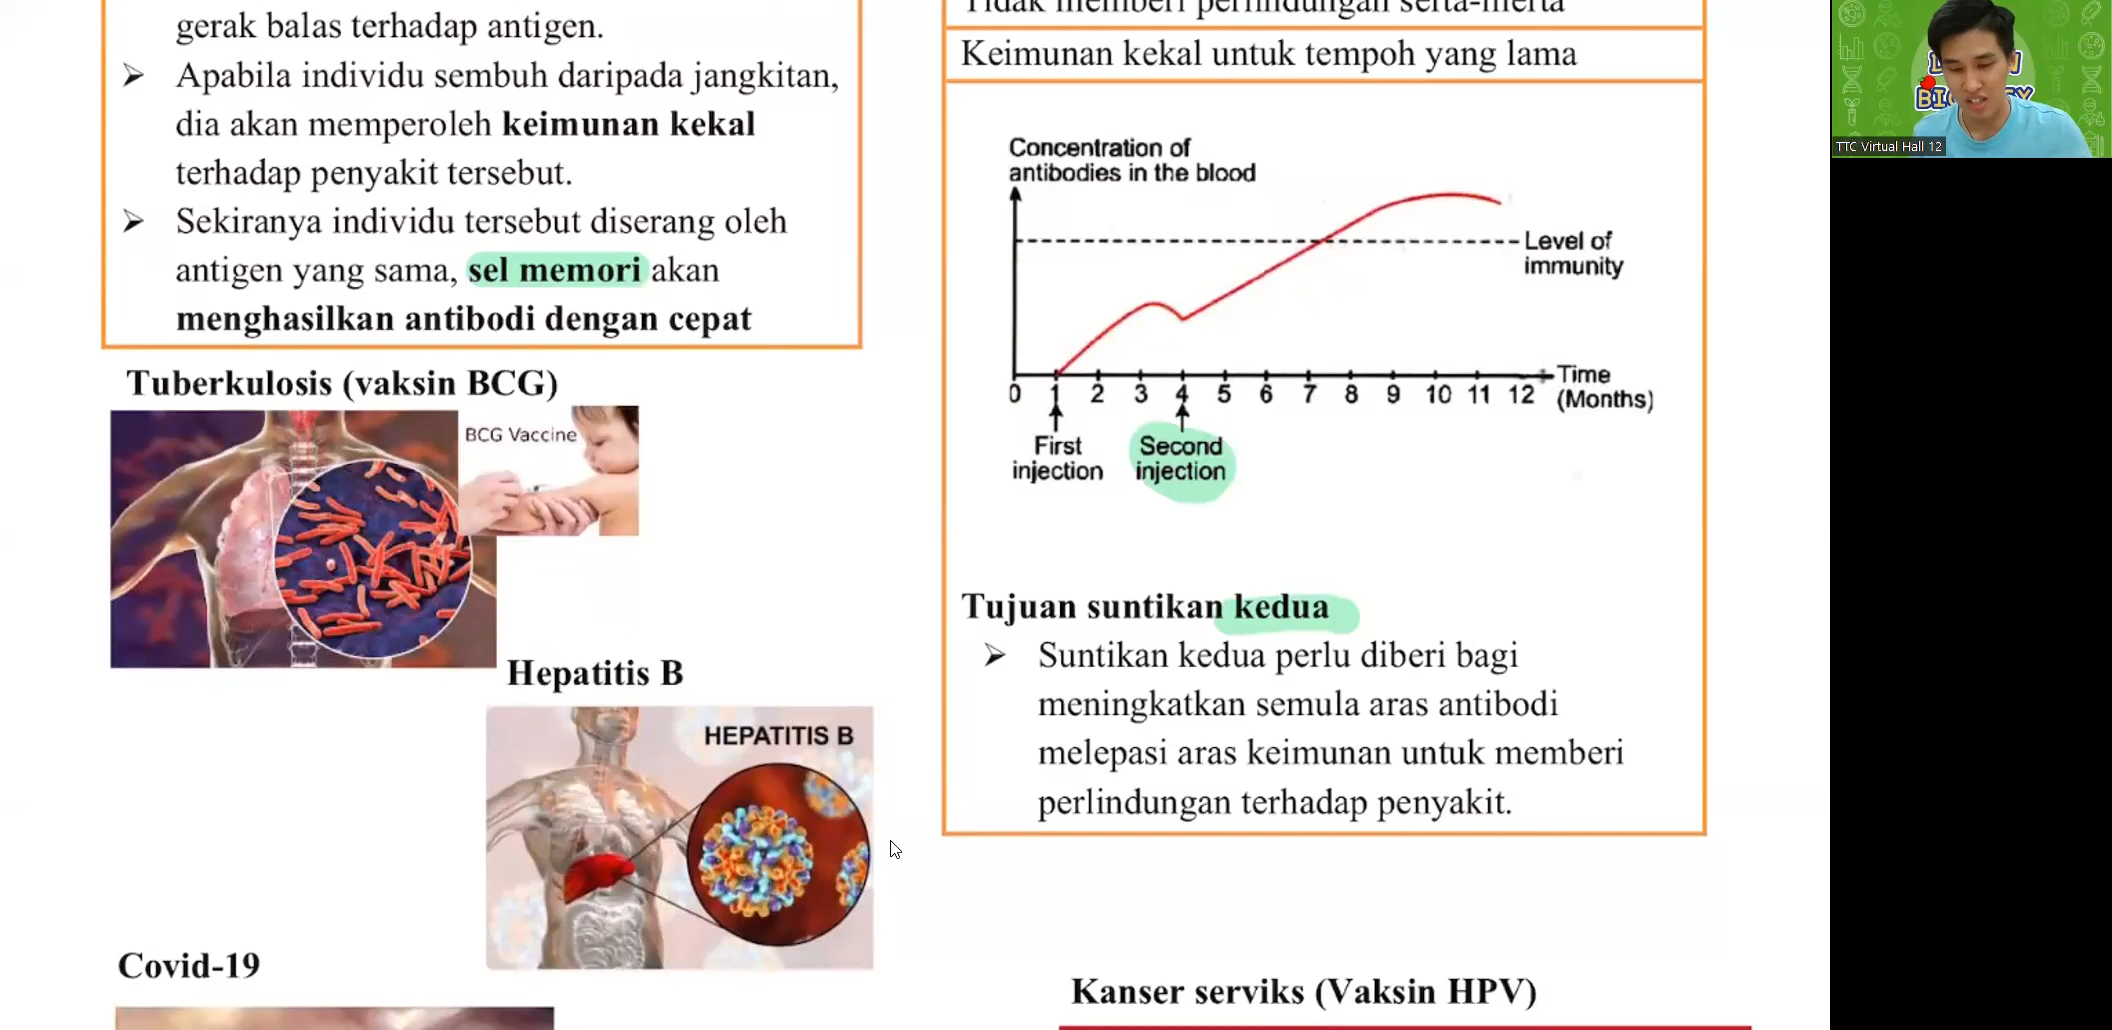 gerak balas terhadap antigen.
➢ Apabila individu sembuh daripada jangkitan,
dia akan memperoleh keimunan kekal
terhadap penyakit tersebut.
➢ Sekiranya individu tersebut diserang oleh
antigen yang sama, sel memori akan
menghasilkan antibodi dengan cepat
Tuberkulosis (vaksin BCG)
BCG Vaccine
Hepatitis B
HEPATITIS B
Covid-19
Tidak memberi perlindungan serta-merta
Keimunan kekal untuk tempoh yang lama
Concentration of
antibodies in the blood
Level of
immunity
0 1 2 3 4 5 6 7 8 9 10 11 12
Time
(Months)
First
injection
Second
injection
Tujuan suntikan kedua
➢ Suntikan kedua perlu diberi bagi
meningkatkan semula aras antibodi
melepasi aras keimunan untuk memberi
perlindungan terhadap penyakit.
Kanser serviks (Vaksin HPV)
TTC Virtual Hall 12